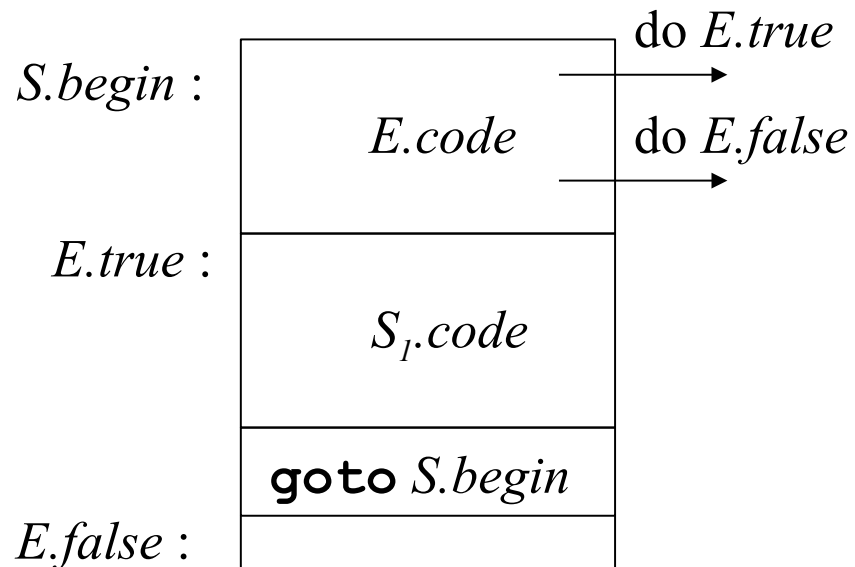 do E.true
S.begin :
E.code
do E.false
E.true :
S1.code
goto S.begin
E.false :